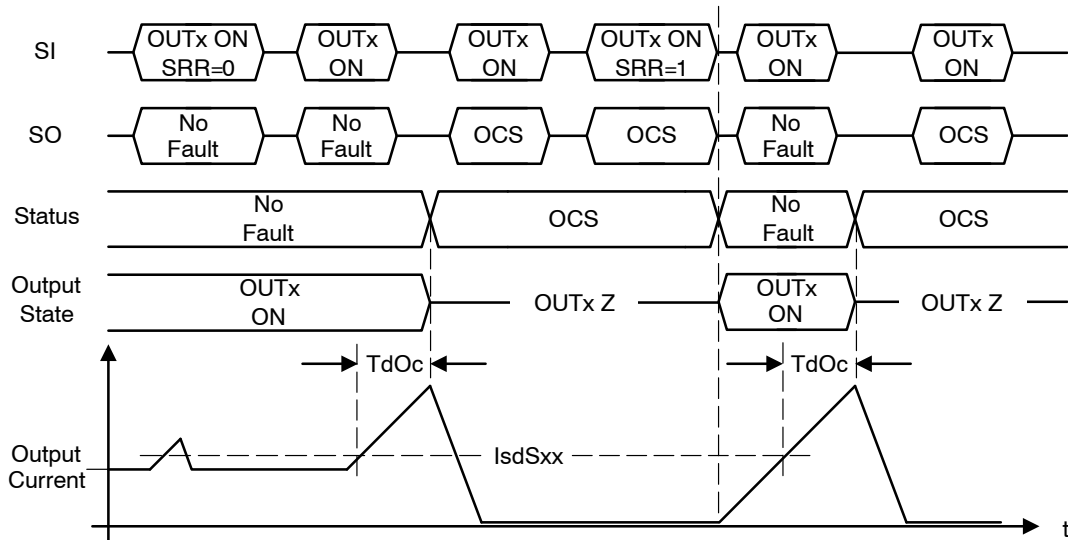 SI
OUTx ON
SRR=0
OUTx
ON
OUTx
ON
OUTx ON
SRR=1
OUTx
ON
OUTx
ON
SO
No
Fault
No
Fault
OCS
OCS
No
Fault
OCS
Status
No
Fault
OCS
No
Fault
OCS
Output
State
OUTx
ON
OUTx Z
OUTx
ON
OUTx Z
TdOc
TdOc
Output
Current
IsdSxx
t